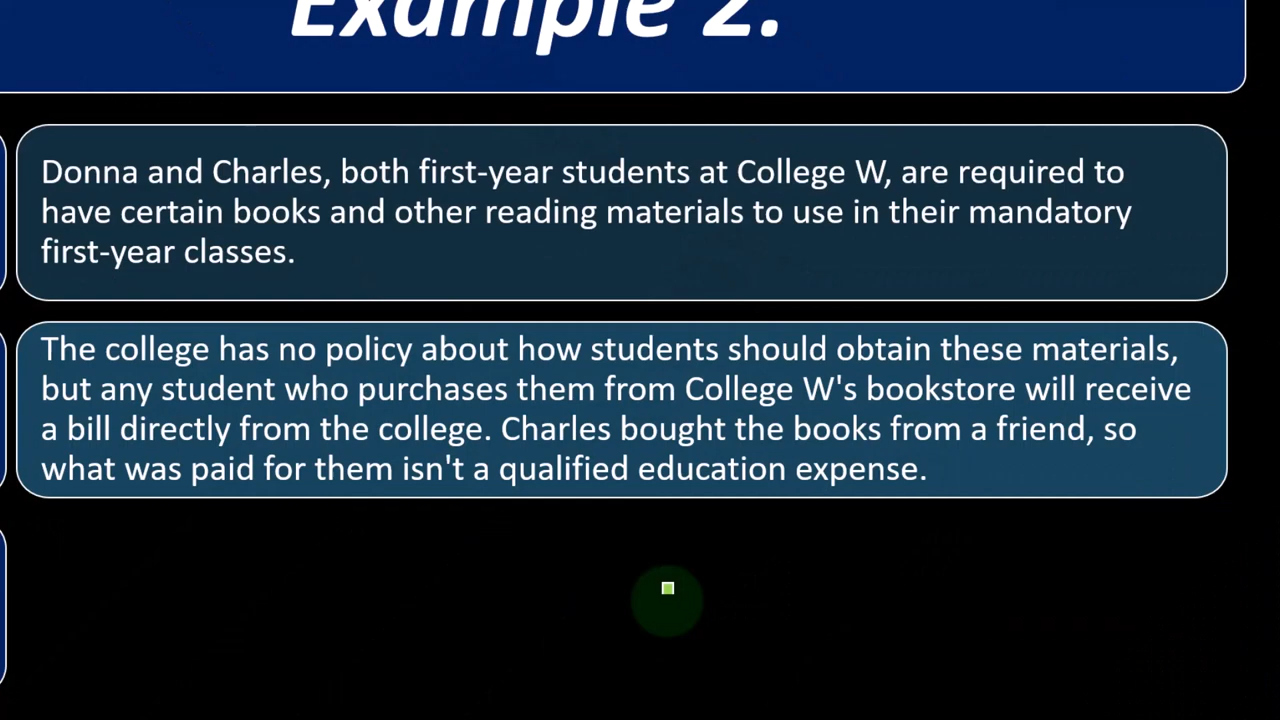 Example 2.
Donna and Charles, both first-year students at College W, are required to
have certain books and other reading materials to use in their mandatory
first-year classes.
The college has no policy about how students should obtain these materials,
but any student who purchases them from College W's bookstore will receive
a bill directly from the college. Charles bought the books from a friend, so
what was paid for them isn't a qualified education expense.